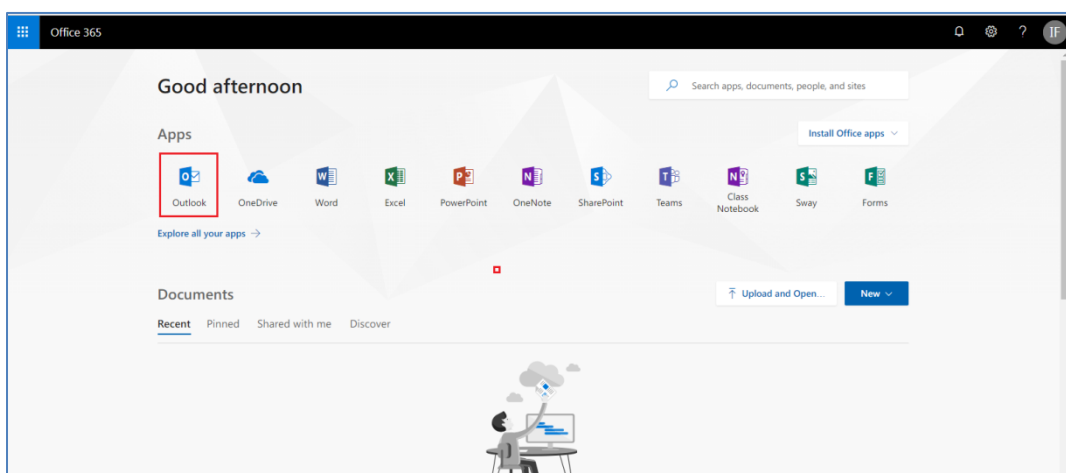 Office 365
IF
Good afternoon
Search apps, documents, people, and sites
Apps
Install Office apps
Outlook
OneDrive
Word
Excel
PowerPoint
OneNote
SharePoint
Teams
Class
Notebook
Sway
Forms
Explore all your apps →
Documents
Upload and Open...
New
Recent Pinned Shared with me Discover